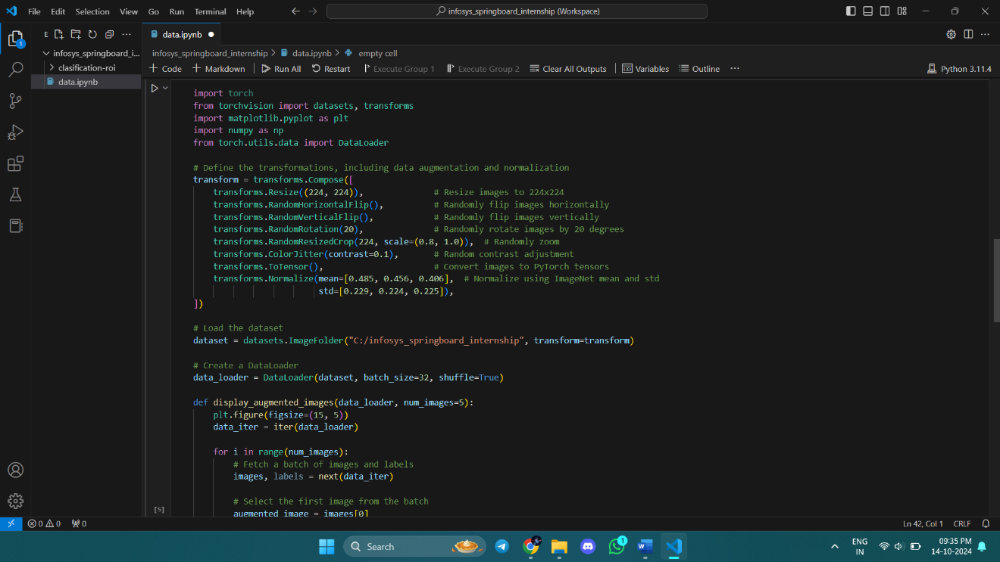 File Edit Selection View Go Run Terminal Help
infosys_springboard_internship (Workspace)
E
data.ipynb
infosys_springboard_i...
clasification-roi
data.ipynb
1
infosys_springboard_internship > data.ipynb > empty cell
+ Code + Markdown Run All Restart Execute Group 1 Execute Group 2 Clear All Outputs Variables Outline ... Python 3.11.4
import torch
from torchvision import datasets, transforms
import matplotlib.pyplot as plt
import numpy as np
from torch.utils.data import DataLoader
# Define the transformations, including data augmentation and normalization
transform = transforms.Compose([
transforms.Resize((224, 224)), # Resize images to 224x224
transforms.RandomHorizontalFlip(), # Randomly flip images horizontally
transforms.RandomVerticalFlip(), # Randomly flip images vertically
transforms.RandomRotation(20), # Randomly rotate images by 20 degrees
transforms.RandomResizedCrop(224, scale=(0.8, 1.0)), # Randomly zoom
transforms.ColorJitter(contrast=0.1), # Random contrast adjustment
transforms.ToTensor(), # Convert images to PyTorch tensors
transforms.Normalize(mean=[0.485, 0.456, 0.406], # Normalize using ImageNet mean and std
std=[0.229, 0.224, 0.225]),
])
# Load the dataset
dataset = datasets.ImageFolder("C:/infosys_springboard_internship", transform=transform)
# Create a DataLoader
data_loader = DataLoader(dataset, batch_size=32, shuffle=True)
def display_augmented_images(data_loader, num_images=5):
plt.figure(figsize=(15, 5))
data_iter = iter(data_loader)
for i in range(num_images):
# Fetch a batch of images and labels
images, labels = next(data_iter)
# Select the first image from the batch
augmented_image = images[0]
[5]
0 0 0
Ln 42, Col 1 CRLF
Search
1
ENG
IN
09:35 PM
14-10-2024